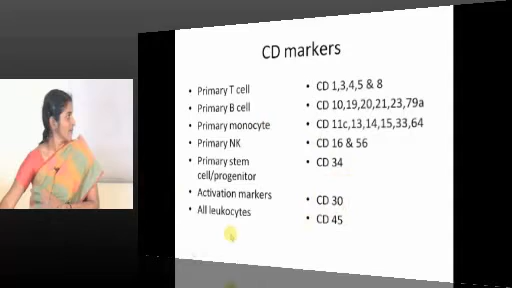 CD markers
• Primary T cell
• CD 1,3,4,5 & 8
• Primary B cell
• CD 10,19,20,21,23,79a
• Primary monocyte
• CD 11c,13,14,15,33,64
• Primary NK
• CD 16 & 56
• Primary stem
cell/progenitor
• CD 34
• Activation markers
• CD 30
• All leukocytes
• CD 45